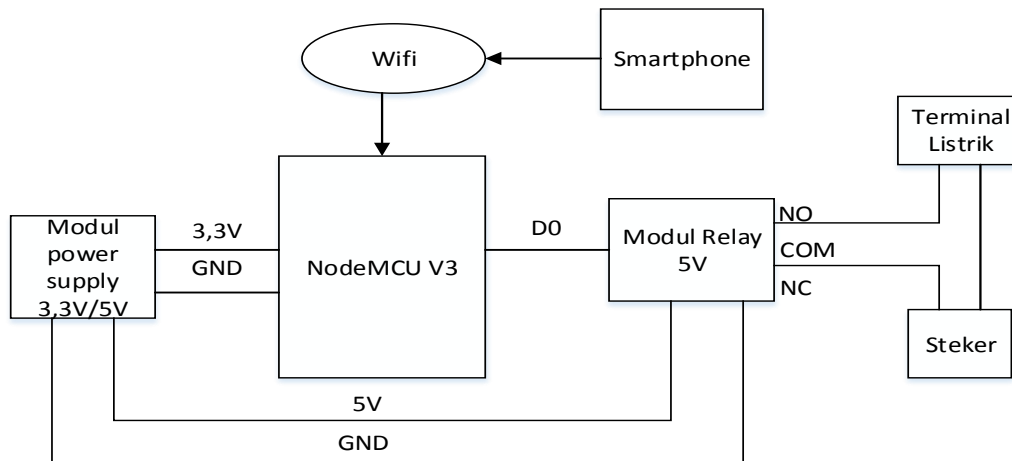 Wifi
Smartphone
Terminal
Listrik
Modul
power
supply
3,3V/5V
3,3V
GND
NodeMCU V3
D0
Modul Relay
5V
NO
COM
NC
Steker
5V
GND